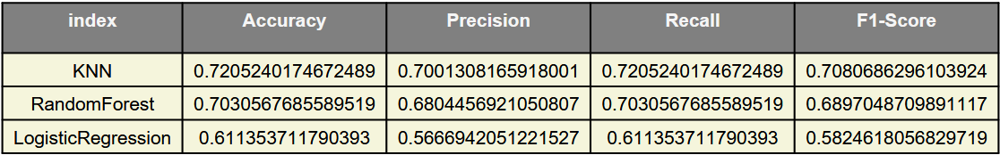 index Accuracy Precision Recall F1-Score
KNN 0.7205240174672489 0.7001308165918001 0.7205240174672489 0.7080686296103924
RandomForest 0.7030567685589519 0.6804456921050807 0.7030567685589519 0.6897048709891117
LogisticRegression 0.611353711790393 0.5666942051221527 0.611353711790393 0.5824618056829719